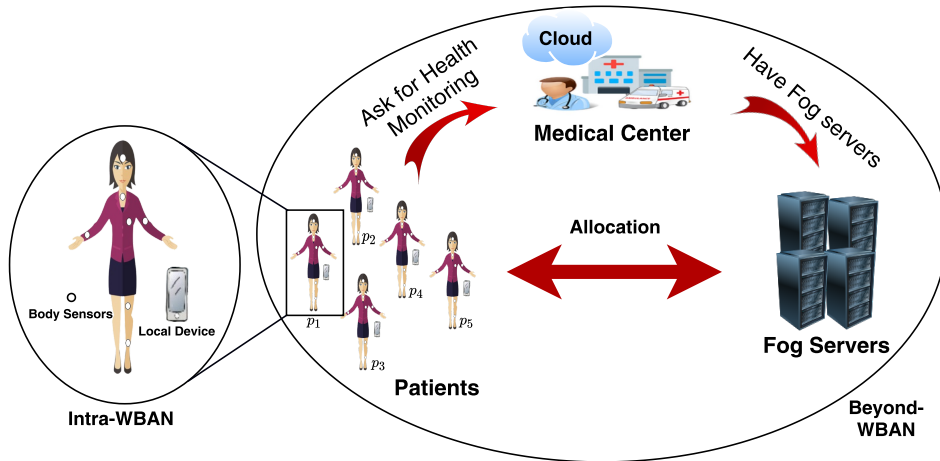 Cloud
Ask for Health
Monitoring
Have Fog servers
Medical Center
Allocation
p2
p4
p1
p5
p3
Body Sensors
Local Device
Fog Servers
Patients
Intra-WBAN
Beyond-
WBAN